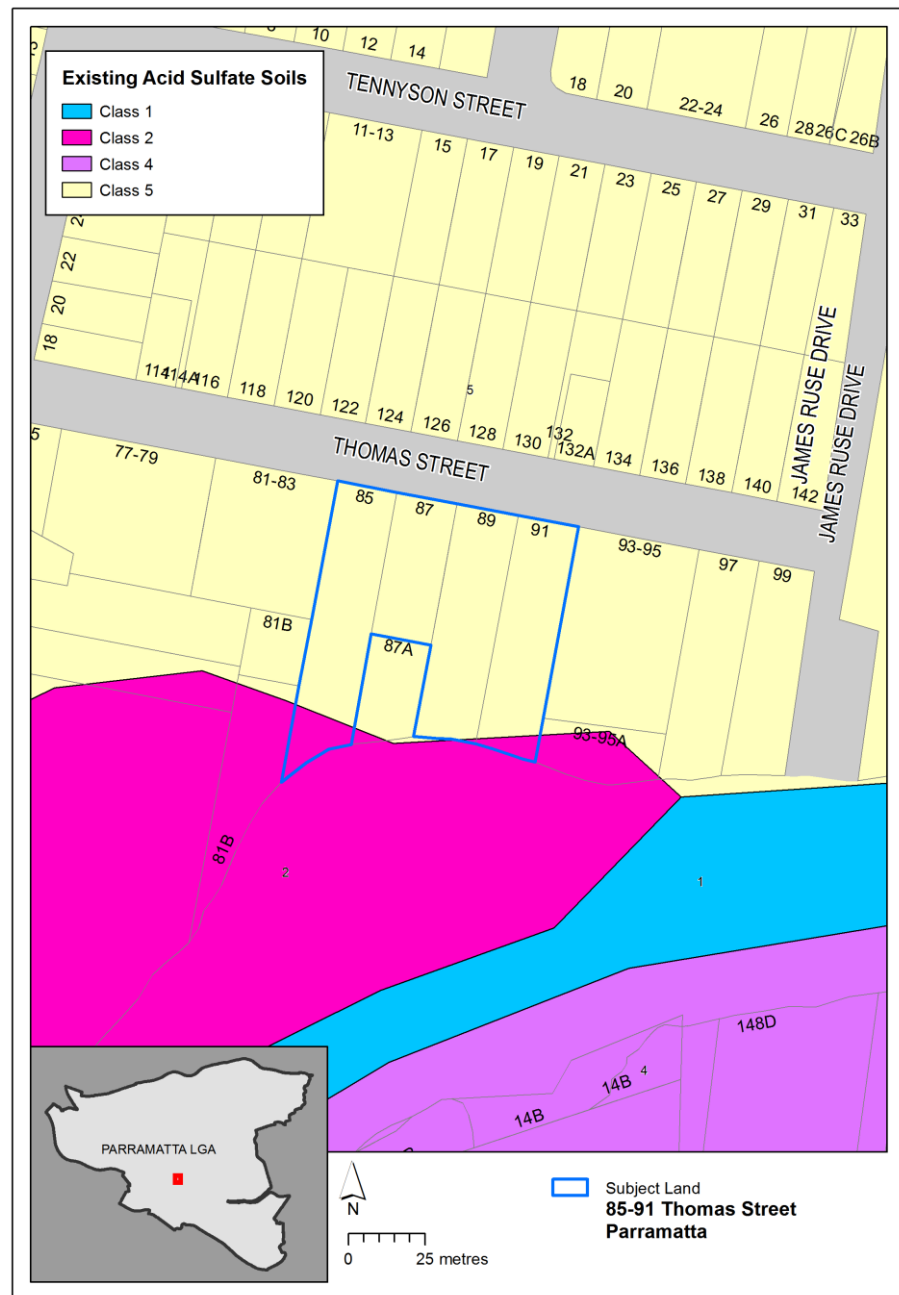 10
12
14
TENNYSON STREET
18
20
22-24
26
28
26C
26B
Existing Acid Sulfate Soils
Class 1
Class 2
Class 4
Class 5
11-13
15
17
19
21
23
25
27
29
31
33
22
20
18
114
114A
116
118
120
122
124
126
128
130
132
132A
134
136
138
140
142
5
JAMES RUSE DRIVE
JAMES RUSE DRIVE
THOMAS STREET
77-79
81-83
85
87
89
91
93-95
97
99
81B
87A
93-95A
81B
2
1
4
148D
14B
14B
PARRAMATTA LGA
N
0
25 metres
Subject Land
85-91 Thomas Street
Parramatta